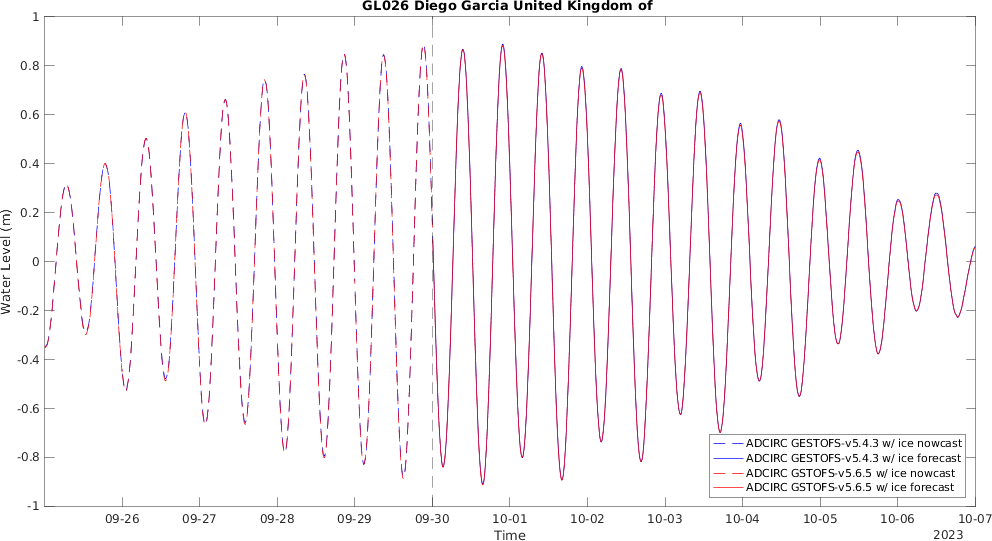 GL026 Diego Garcia United Kingdom of
1
0.8
0.6
0.4
0.2
0
-0.2
-0.4
-0.6
-0.8
-1
Water Level (m)
ADCIRC GESTOFS-v5.4.3 w/ ice nowcast
ADCIRC GESTOFS-v5.4.3 w/ ice forecast
ADCIRC GSTOFS-v5.6.5 w/ ice nowcast
ADCIRC GSTOFS-v5.6.5 w/ ice forecast
09-26 09-27 09-28 09-29 09-30 10-01 10-02 10-03 10-04 10-05 10-06 10-07
Time
2023